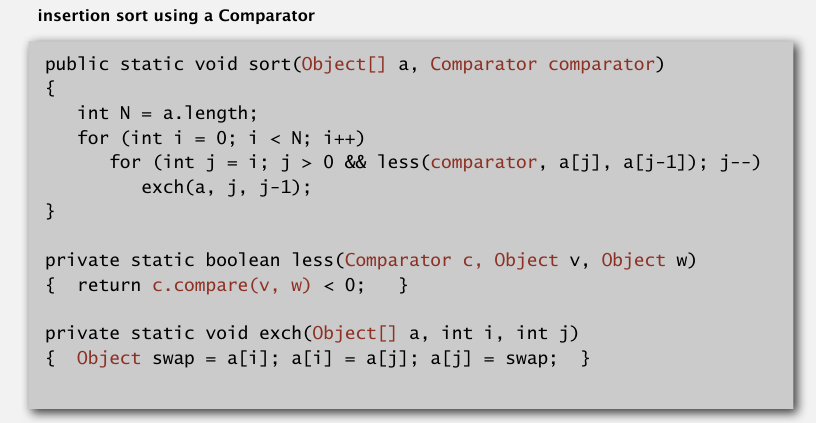 insertion sort using a Comparator
public static void sort(Object[] a, Comparator comparator)
{
int N = a.length;
for (int i = 0; i < N; i++)
for (int j = i; j > 0 && less(comparator, a[j], a[j-1]); j--)
exch(a, j, j-1);
}
private static boolean less(Comparator c, Object v, Object w)
{ return c.compare(v, w) < 0; }
private static void exch(Object[] a, int i, int j)
{ Object swap = a[i]; a[i] = a[j]; a[j] = swap; }